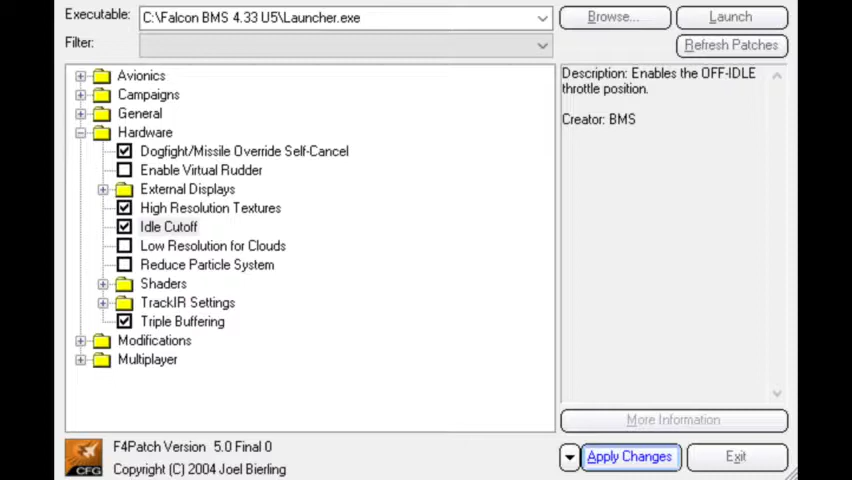 Executable: C:\Falcon BMS 4.33 U5\Launcher.exe Browse... Launch
Filter: Refresh Patches
Avionics
Campaigns
General
Hardware
Dogfight/Missile Override Self-Cancel
Enable Virtual Rudder
External Displays
High Resolution Textures
Idle Cutoff
Low Resolution for Clouds
Reduce Particle System
Shaders
TrackIR Settings
Triple Buffering
Modifications
Multiplayer
Description: Enables the OFF-IDLE
throttle position.
Creator: BMS
More Information
CFG
F4Patch Version 5.0 Final 0
Copyright (C) 2004 Joel Bierling
Apply Changes Exit